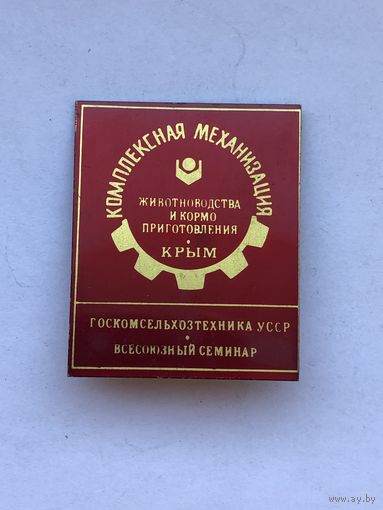 КОМПЛЕКСНАЯ МЕХАНИЗАЦИЯ
ЖИВОТНОВОДСТВА
И КОРМО
ПРИГОТОВЛЕНИЯ
•
КРЫМ
ГОСКОМСЕЛЬХОЗТЕХНИКА УССР
•
ВСЕСОЮЗНЫЙ СЕМИНАР
www.ay.by